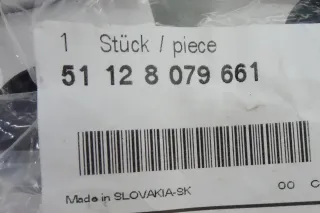 1 Stück / piece
51 12 8 079 661
Made in SLOVAKIA-SK 00